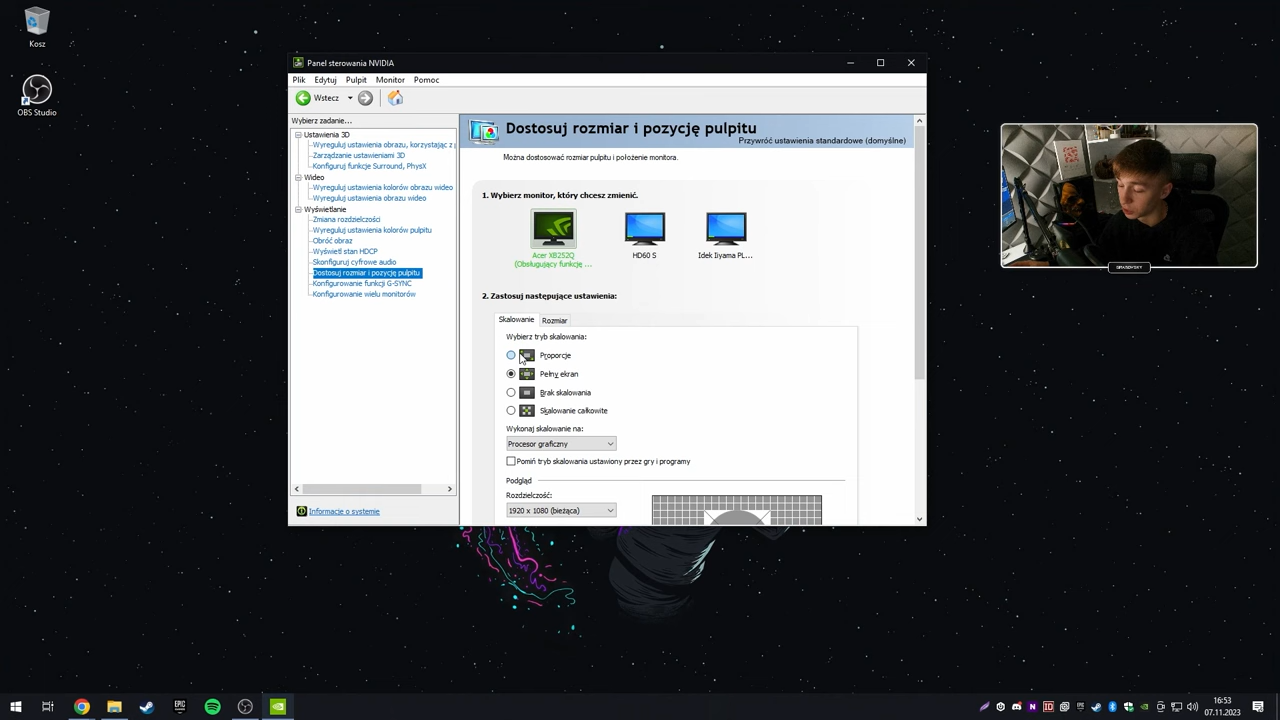 Kosz
OBS Studio
Panel sterowania NVIDIA
Plik Edytuj Pulpit Monitor Pomoc
Wstecz
Wybierz zadanie...
Ustawienia 3D
Wyreguluj ustawienia obrazu, korzystając z
Zarządzanie ustawieniami 3D
Konfiguruj funkcje Surround, PhysX
Wideo
Wyreguluj ustawienia kolorów obrazu wideo
Wyreguluj ustawienia obrazu wideo
Wyświetlanie
Zmiana rozdzielczości
Wyreguluj ustawienia kolorów pulpitu
Obróć obraz
Wyświetl stan HDCP
Skonfiguruj cyfrowe audio
Dostosuj rozmiar i pozycję pulpitu
Konfigurowanie funkcji G-SYNC
Konfigurowanie wielu monitorów
Informacje o systemie
Dostosuj rozmiar i pozycję pulpitu
Przywróć ustawienia standardowe (domyślne)
Można dostosować rozmiar pulpitu i położenie monitora.
1. Wybierz monitor, który chcesz zmienić.
Acer XB252Q
(Obsługujący funkcję ...
HD60 S
Idek Iiyama PL...
2. Zastosuj następujące ustawienia:
Skalowanie Rozmiar
Wybierz tryb skalowania:
Proporcje
Pełny ekran
Brak skalowania
Skalowanie całkowite
Wykonaj skalowanie na:
Procesor graficzny
Pomiń tryb skalowania ustawiony przez gry i programy
Podgląd
Rozdzielczość:
1920 x 1080 (bieżąca)
EPIC
16:53
07.11.2023